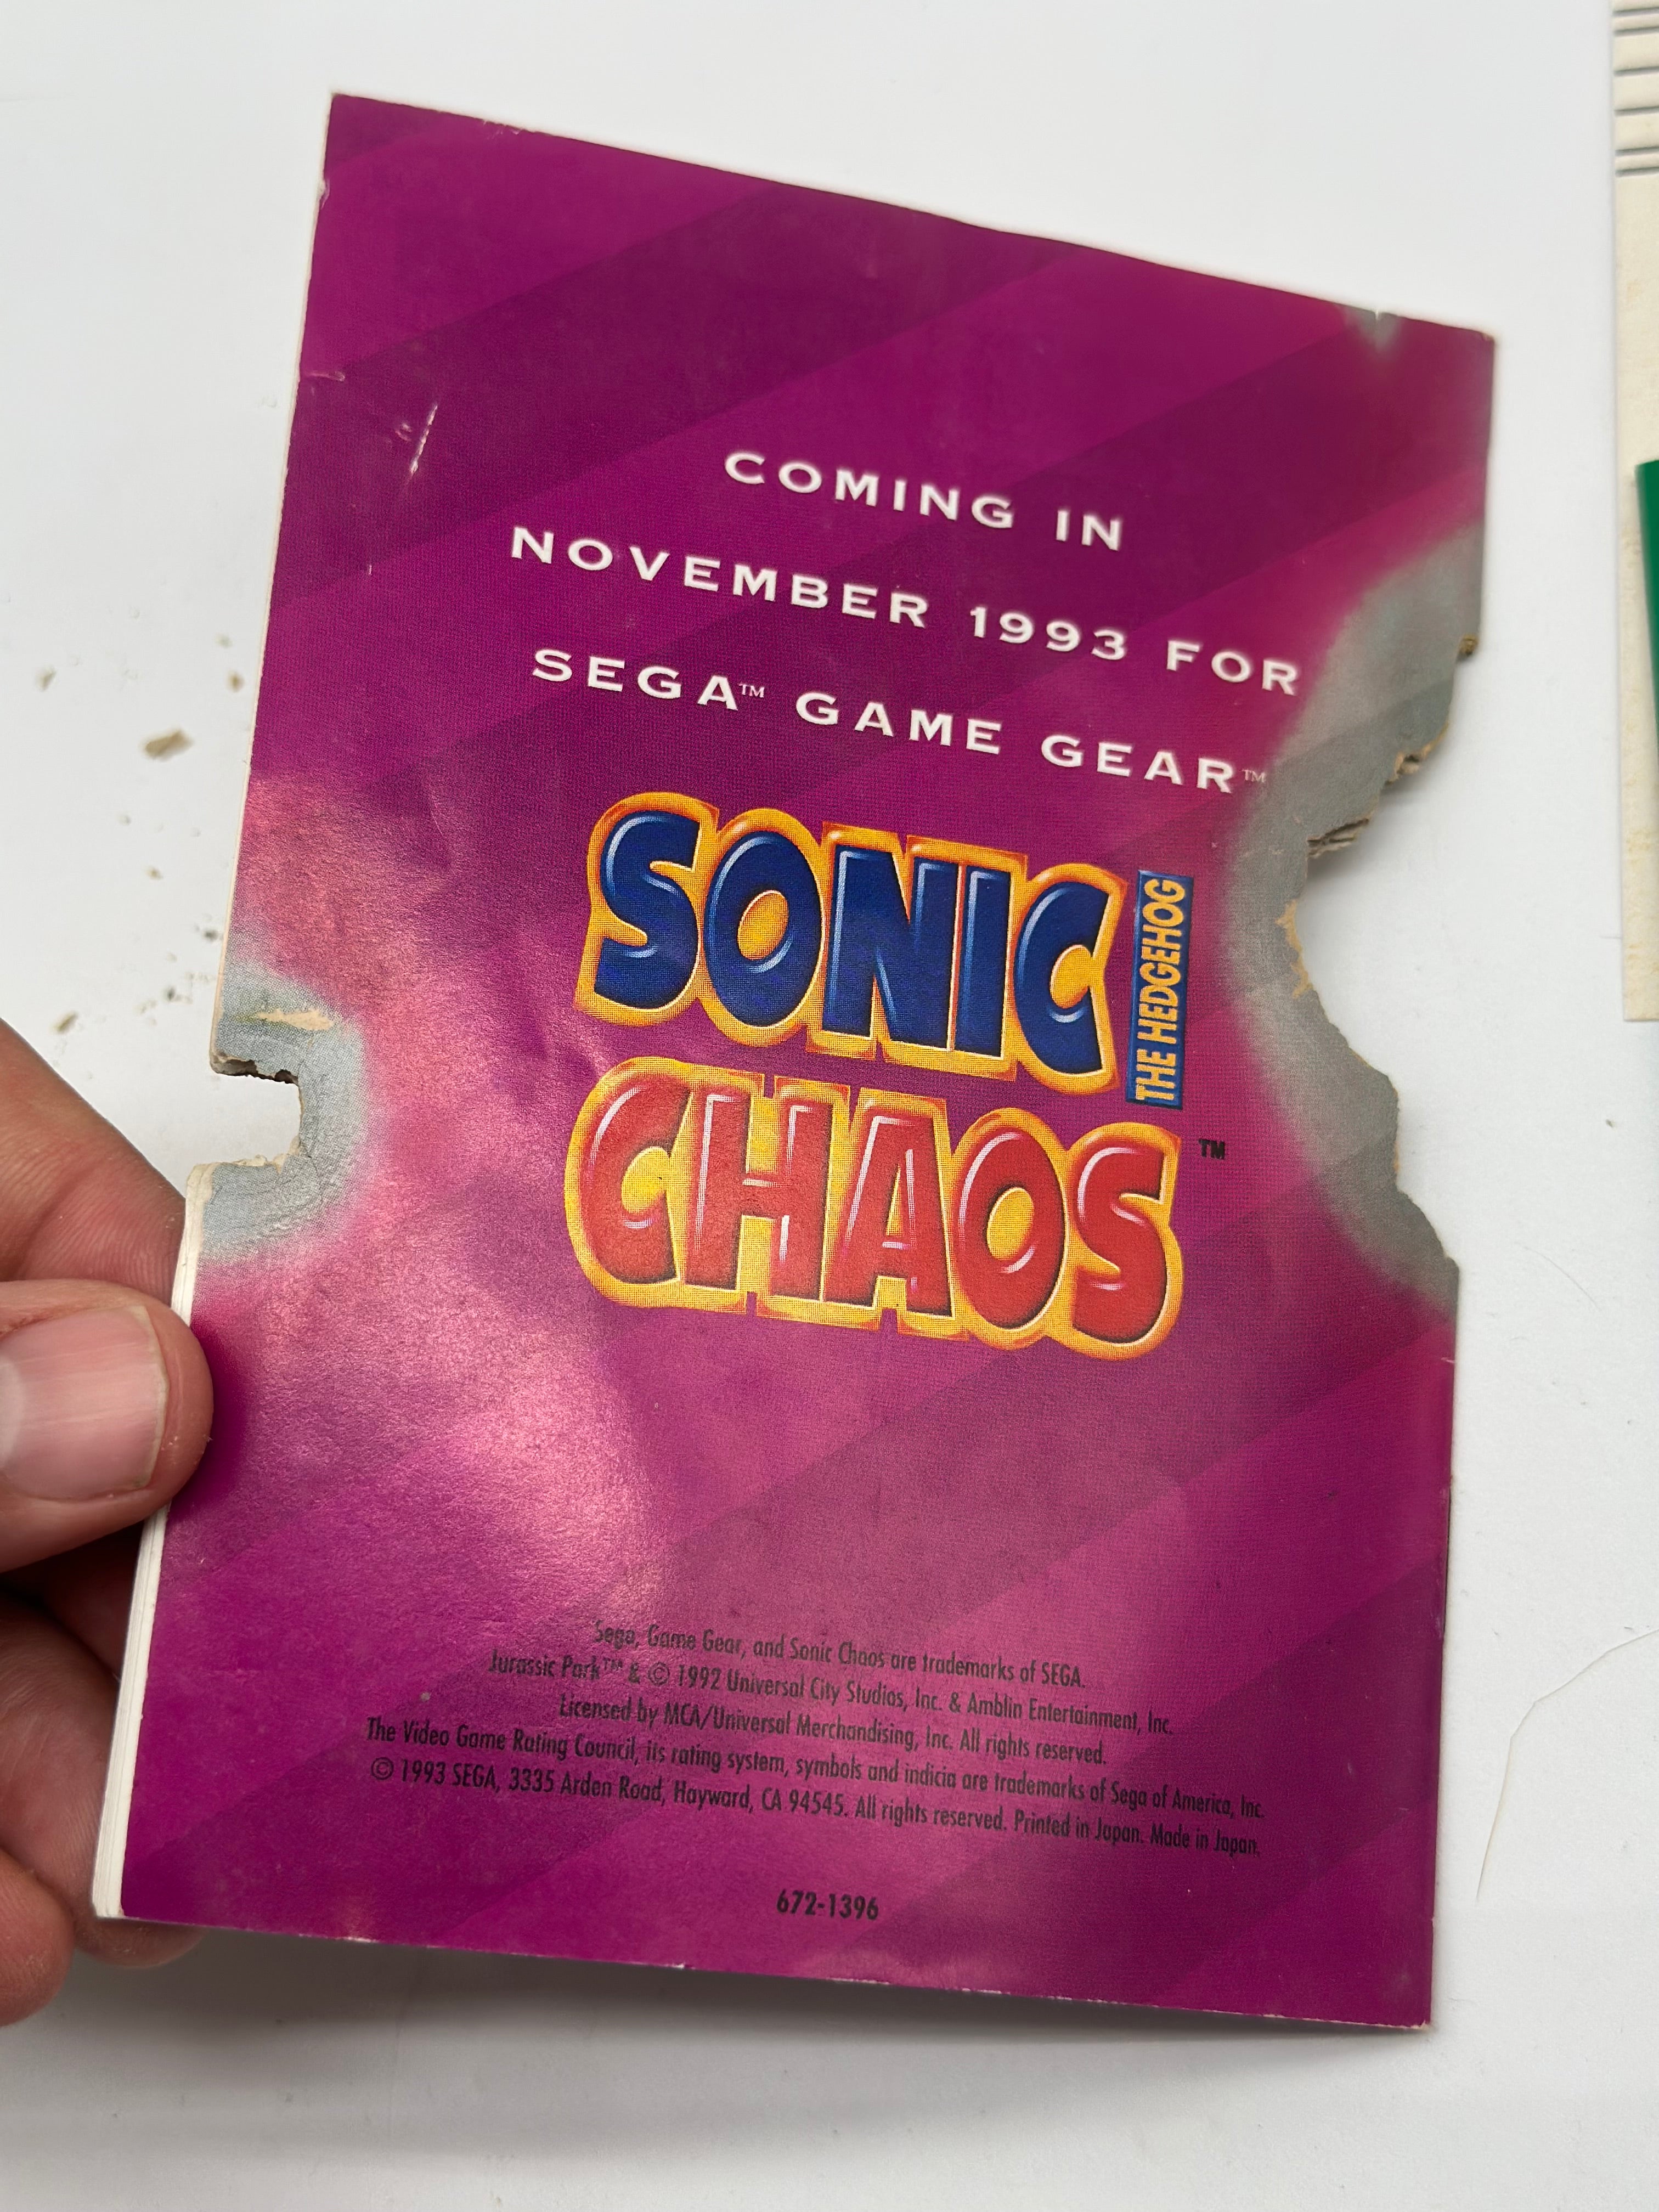 COMING IN
NOVEMBER 1993 FOR
SEGA™ GAME GEAR™
SONIC
THE HEDGEHOG
CHAOS™
Sega, Game Gear, and Sonic Chaos are trademarks of SEGA.
Jurassic Park™ & © 1992 Universal City Studios, Inc. & Amblin Entertainment, Inc.
Licensed by MCA/Universal Merchandising, Inc. All rights reserved.
The Video Game Rating Council, its rating system, symbols and indicia are trademarks of Sega of America, Inc.
© 1993 SEGA, 3335 Arden Road, Hayward, CA 94545. All rights reserved. Printed in Japan. Made in Japan.
672-1396